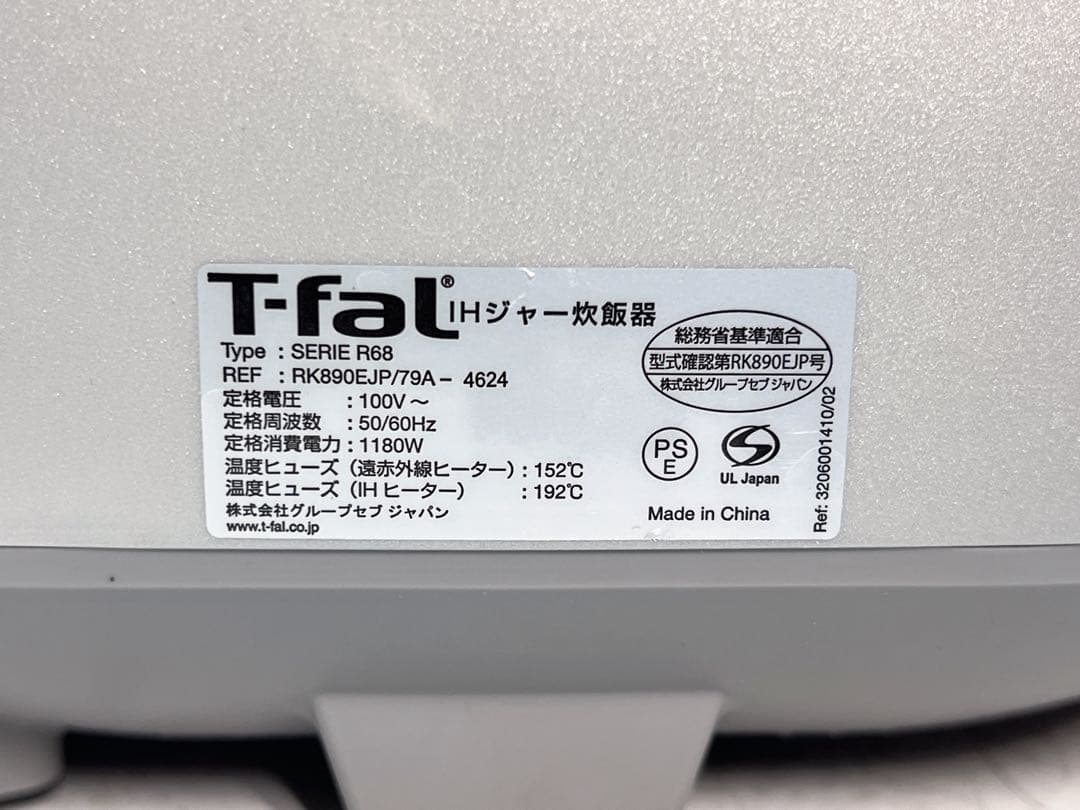 T-fal® IHジャー炊飯器
Type : SERIE R68
REF : RK890EJP/79A- 4624
定格電圧 : 100V～
定格周波数 : 50/60Hz
定格消費電力 : 1180W
温度ヒューズ（遠赤外線ヒーター）: 152℃
温度ヒューズ（IHヒーター） : 192℃
株式会社グループセブ ジャパン
www.t-fal.co.jp
総務省基準適合
型式確認第RK890EJP号
株式会社グループセブ ジャパン
PS
E
UL Japan
Made in China
Ref: 3206001410/02